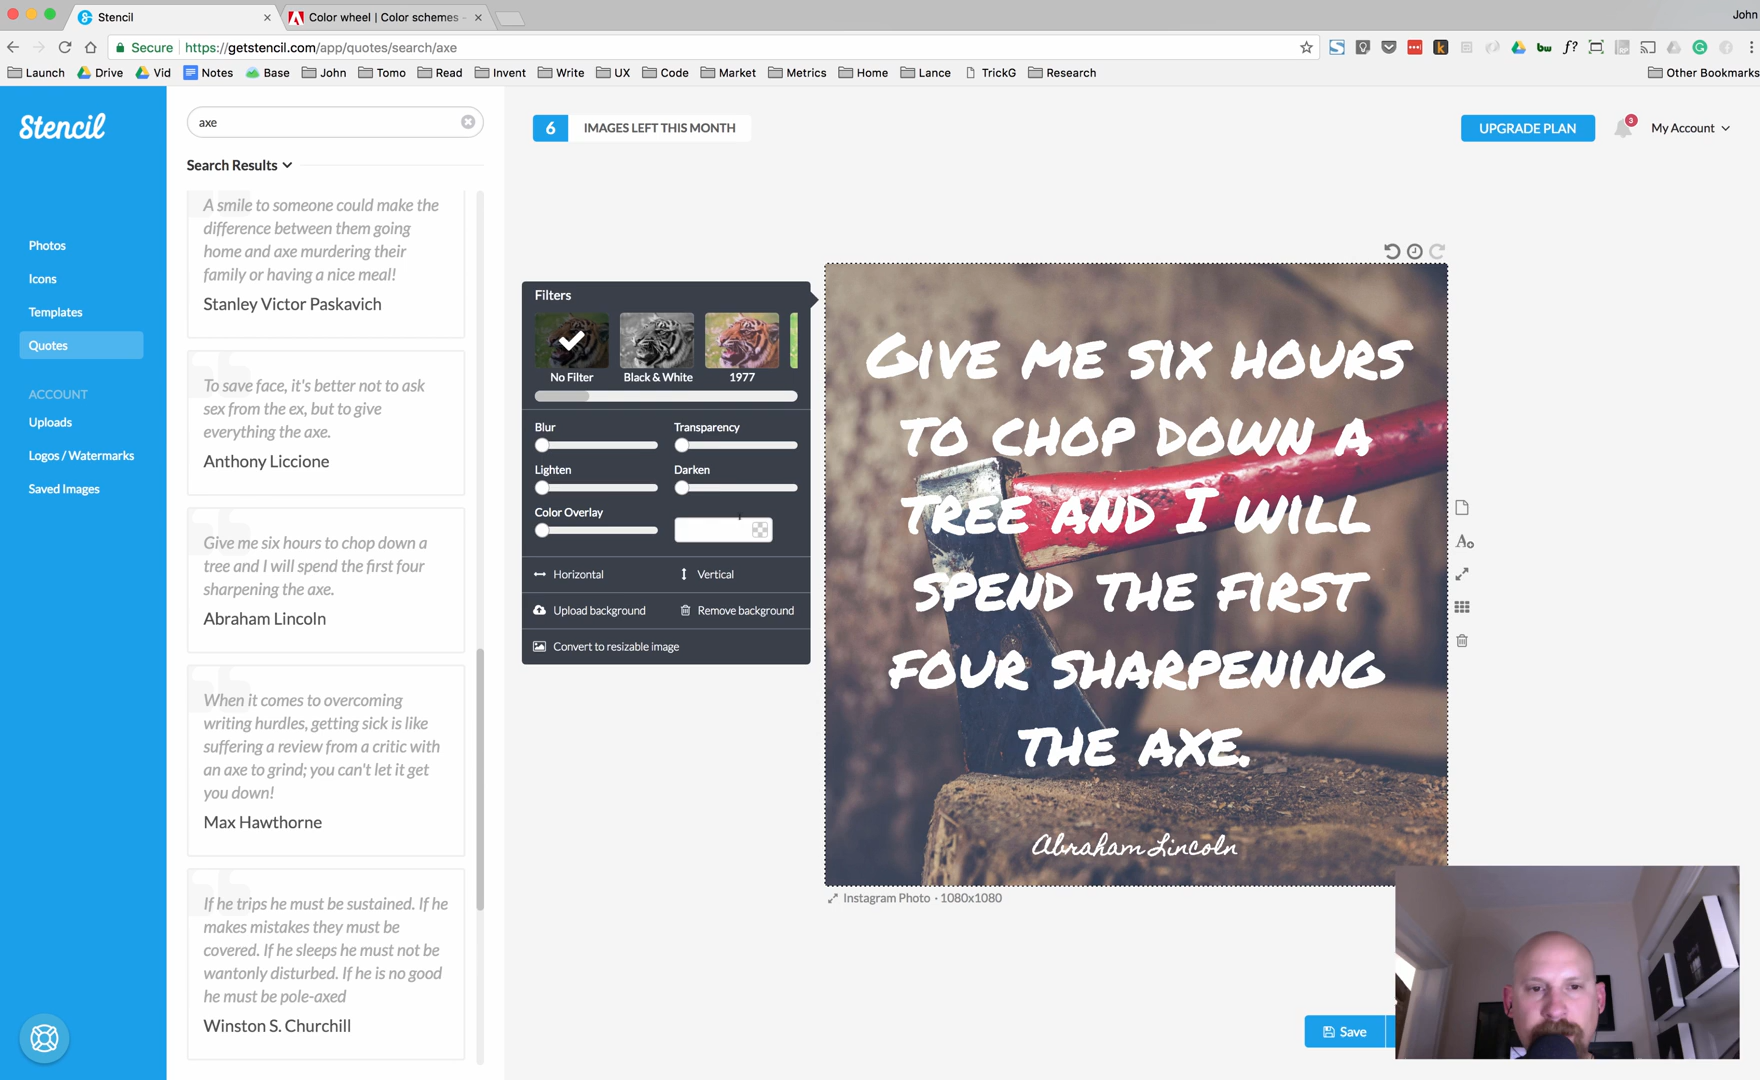 Stencil
Color wheel | Color schemes -
John
Secure
https://getstencil.com/app/quotes/search/axe
Launch
Drive
Vid
Notes
Base
John
Tomo
Read
Invent
Write
UX
Code
Market
Metrics
Home
Lance
TrickG
Research
Other Bookmarks
Stencil
Photos
Icons
Templates
Quotes
ACCOUNT
Uploads
Logos / Watermarks
Saved Images
axe
Search Results
A smile to someone could make the
difference between them going
home and axe murdering their
family or having a nice meal!
Stanley Victor Paskavich
To save face, it's better not to ask
sex from the ex, but to give
everything the axe.
Anthony Liccione
Give me six hours to chop down a
tree and I will spend the first four
sharpening the axe.
Abraham Lincoln
When it comes to overcoming
writing hurdles, getting sick is like
suffering a review from a critic with
an axe to grind; you can't let it get
you down!
Max Hawthorne
If he trips he must be sustained. If he
makes mistakes they must be
covered. If he sleeps he must not be
wantonly disturbed. If he is no good
he must be pole-axed
Winston S. Churchill
6 IMAGES LEFT THIS MONTH
UPGRADE PLAN
3
My Account
Filters
No Filter
Black & White
1977
Blur
Transparency
Lighten
Darken
Color Overlay
Horizontal
Vertical
Upload background
Remove background
Convert to resizable image
GIVE ME SIX HOURS
TO CHOP DOWN A
TREE AND I WILL
SPEND THE FIRST
FOUR SHARPENING
THE AXE.
Abraham Lincoln
Instagram Photo · 1080x1080
Save